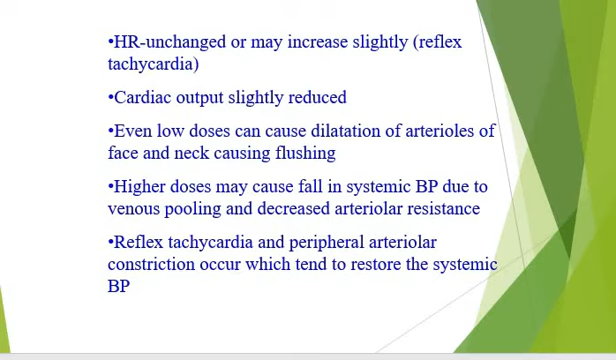 •HR-unchanged or may increase slightly (reflex
tachycardia)
•Cardiac output slightly reduced
•Even low doses can cause dilatation of arterioles of
face and neck causing flushing
•Higher doses may cause fall in systemic BP due to
venous pooling and decreased arteriolar resistance
•Reflex tachycardia and peripheral arteriolar
constriction occur which tend to restore the systemic
BP